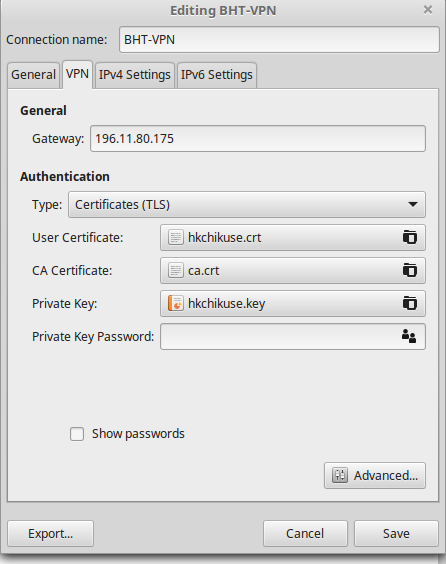 Editing BHT-VPN
Connection name: BHT-VPN
General VPN IPv4 Settings IPv6 Settings
General
Gateway: 196.11.80.175
Authentication
Type: Certificates (TLS)
User Certificate: hkchikuse.crt
CA Certificate: ca.crt
Private Key: hkchikuse.key
Private Key Password:
Show passwords
Advanced...
Export... Cancel Save